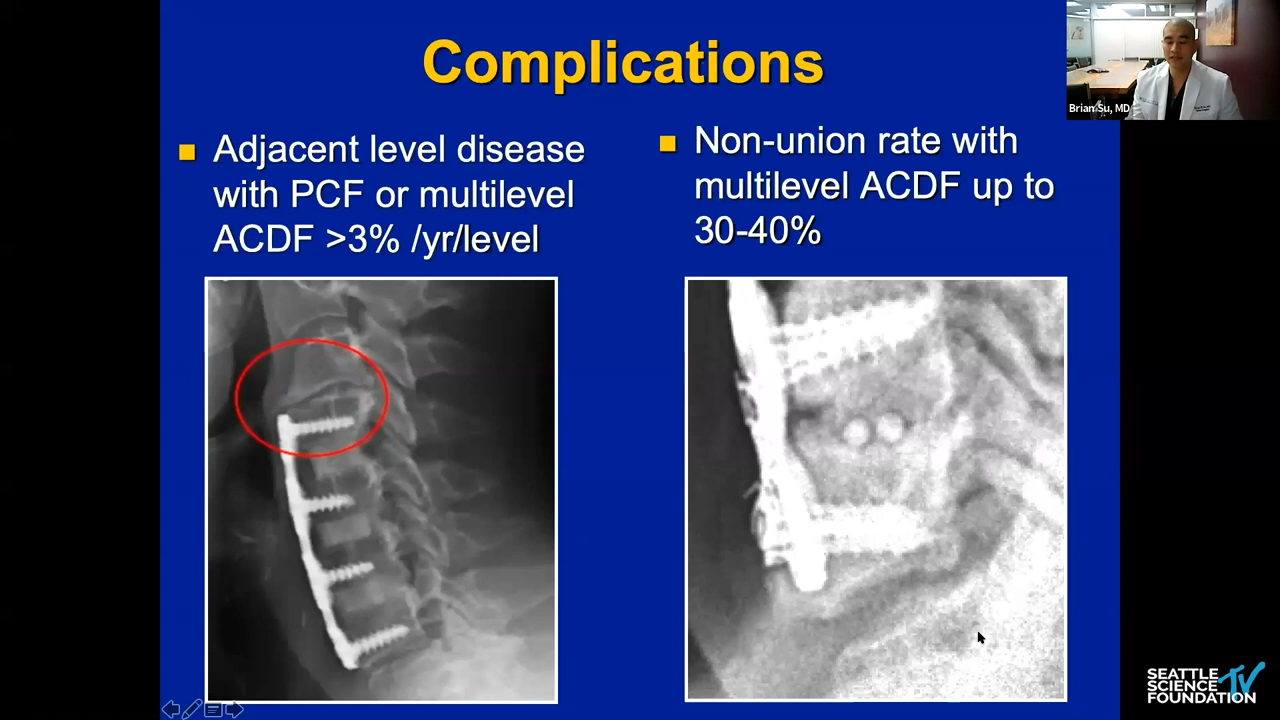 Complications
Adjacent level disease
with PCF or multilevel
ACDF >3% /yr/level
Non-union rate with
multilevel ACDF up to
30-40%
Brian Su, MD
SEATTLE
SCIENCE
FOUNDATION
TV